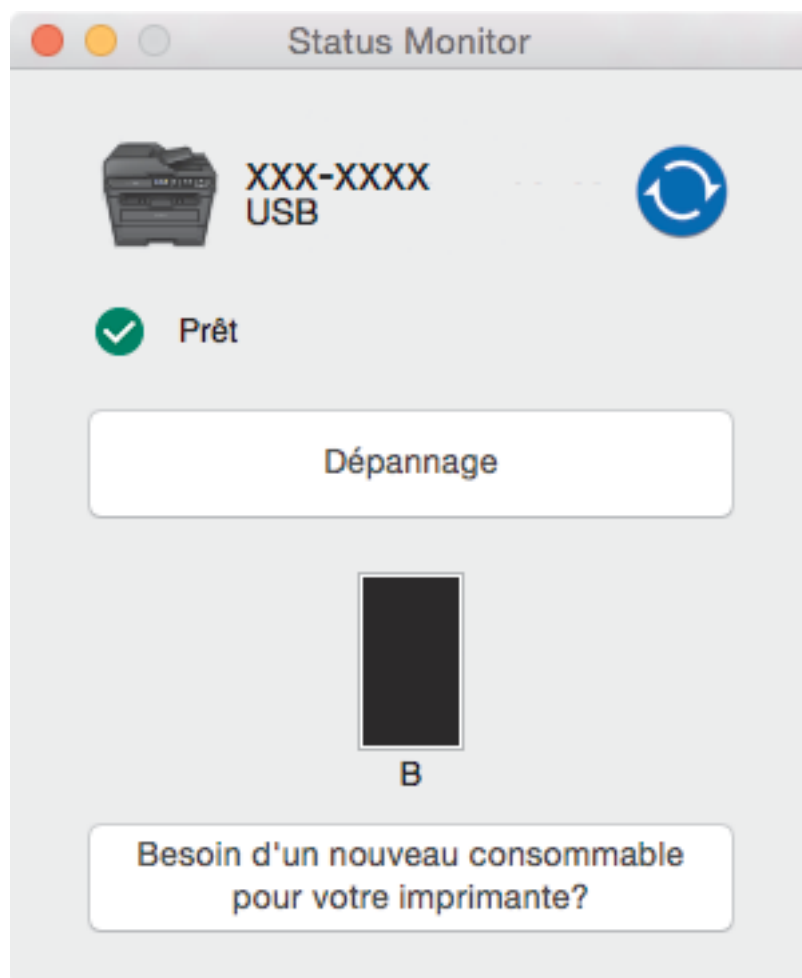 Status Monitor
XXX-XXXX
USB
Prêt
Dépannage
B
Besoin d'un nouveau consommable
pour votre imprimante?